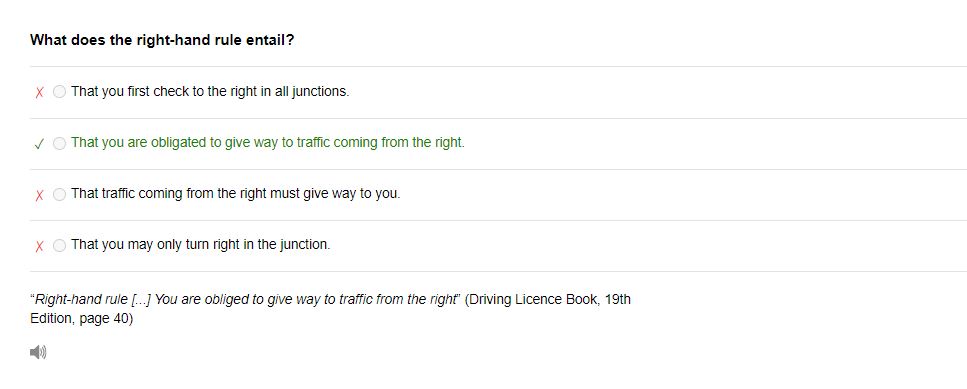 What does the right-hand rule entail?
X That you first check to the right in all junctions.
✓ That you are obligated to give way to traffic coming from the right.
X That traffic coming from the right must give way to you.
X That you may only turn right in the junction.
“Right-hand rule [...] You are obliged to give way to traffic from the right” (Driving Licence Book, 19th
Edition, page 40)